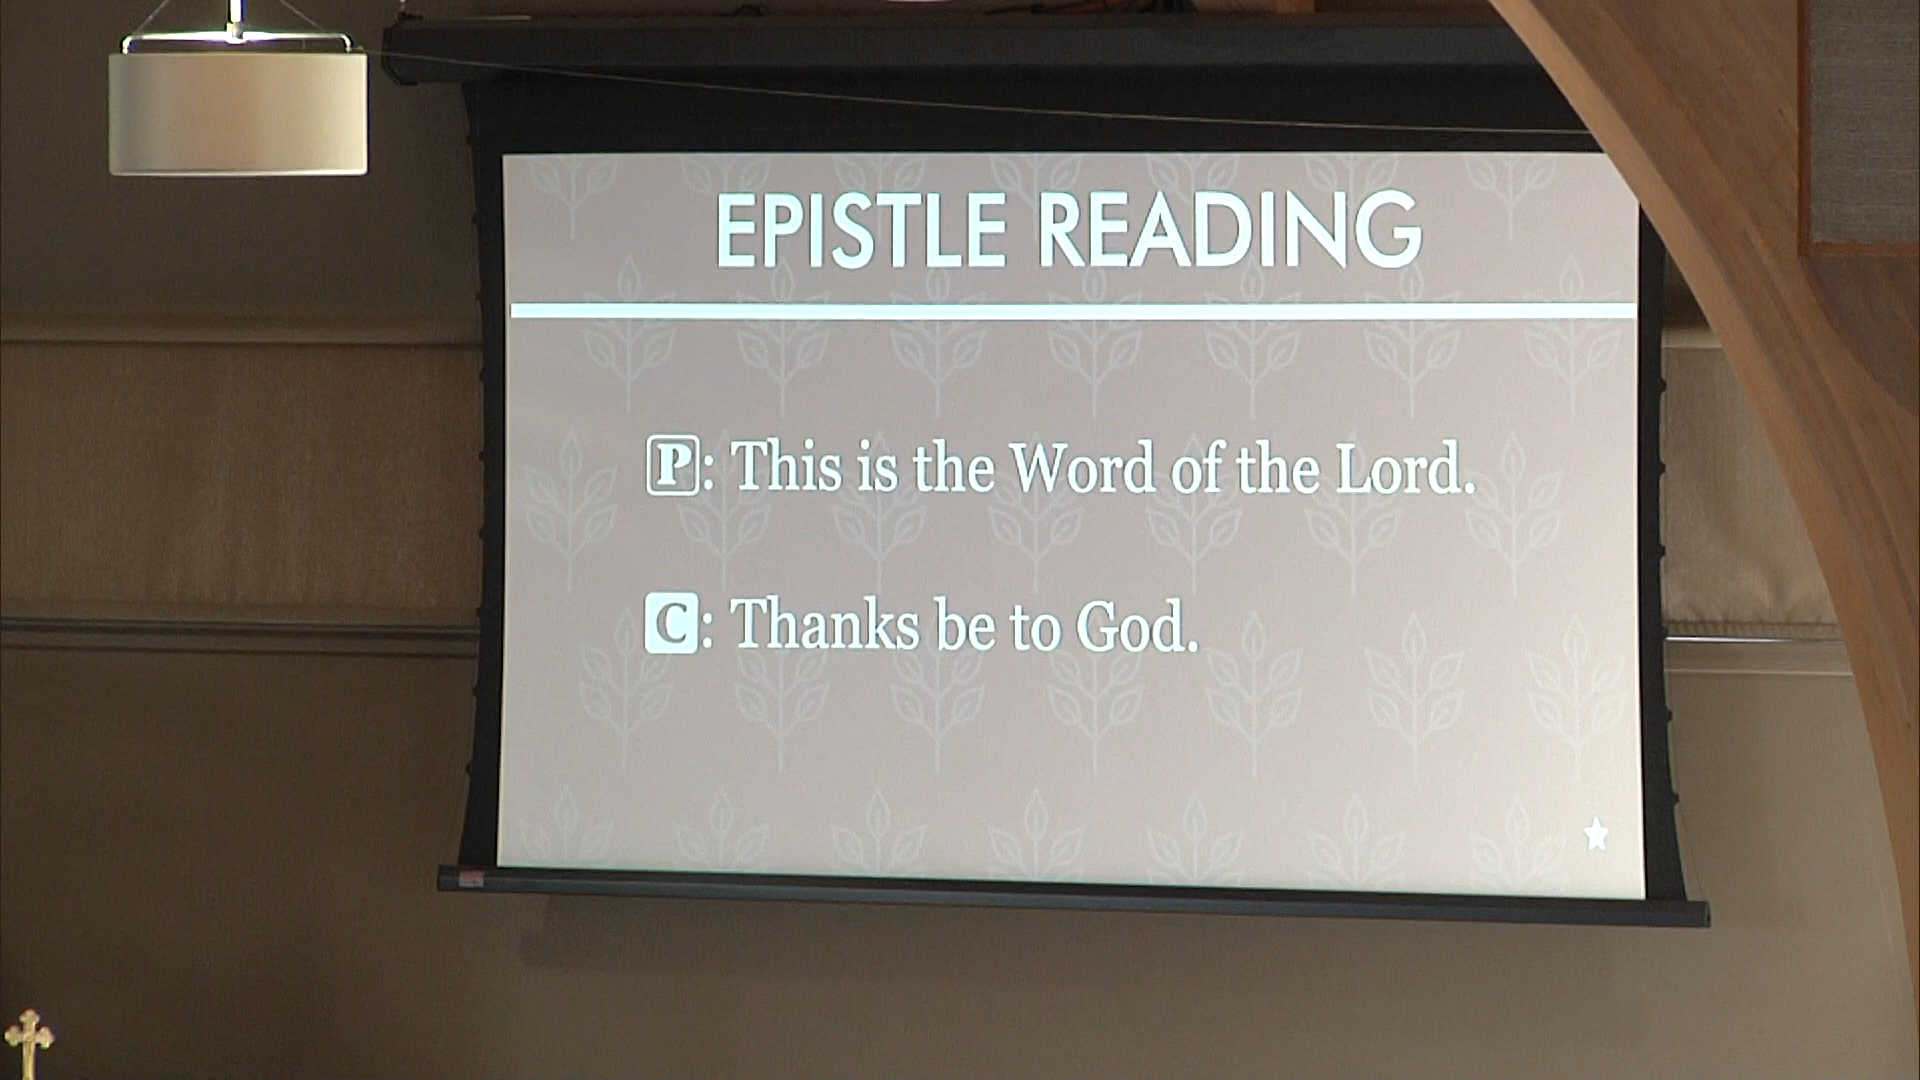 EPISTLE READING
P: This is the Word of the Lord.
C: Thanks be to God.